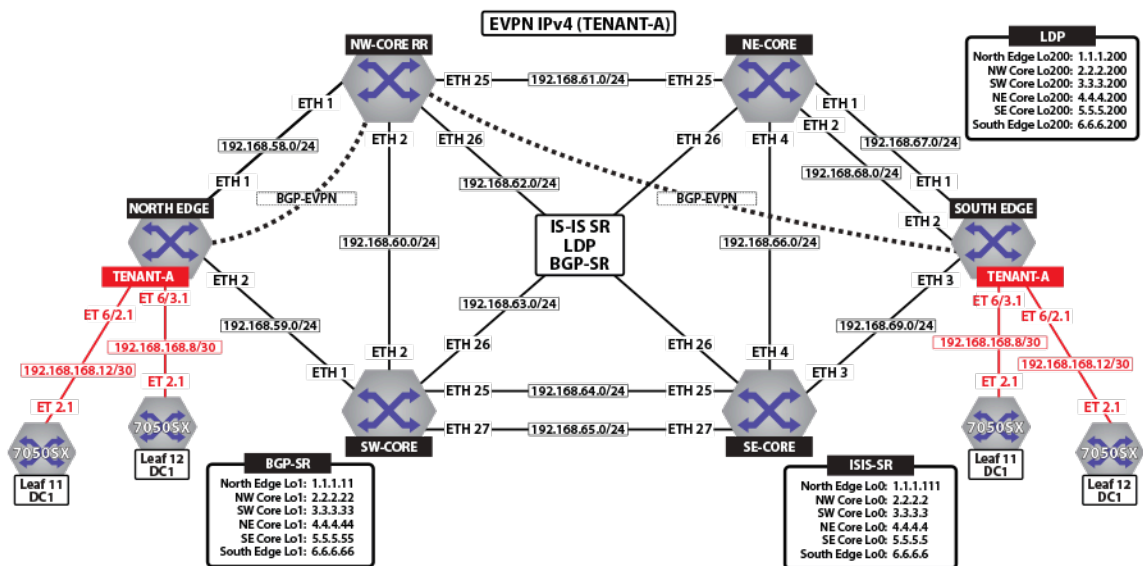 EVPN IPv4 (TENANT-A)
NW-CORE RR
NE-CORE
LDP
North Edge Lo200: 1.1.1.200
NW Core Lo200: 2.2.2.200
SW Core Lo200: 3.3.3.200
NE Core Lo200: 4.4.4.200
SE Core Lo200: 5.5.5.200
South Edge Lo200: 6.6.6.200
ETH 25
192.168.61.0/24
ETH 25
ETH 1
ETH 2
ETH 26
ETH 26
ETH 4
ETH 2
ETH 1
192.168.58.0/24
192.168.67.0/24
192.168.68.0/24
ETH 1
192.168.62.0/24
ETH 1
BGP-EVPN
BGP-EVPN
NORTH EDGE
SOUTH EDGE
ETH 2
IS-IS SR
LDP
BGP-SR
192.168.60.0/24
192.168.66.0/24
TENANT-A
ETH 2
ETH 3
TENANT-A
ET 6/2.1
ET 6/3.1
ET 6/3.1
ET 6/2.1
192.168.59.0/24
192.168.63.0/24
192.168.69.0/24
192.168.168.8/30
192.168.168.12/30
192.168.168.8/30
192.168.168.12/30
ETH 2
ETH 26
ETH 26
ETH 4
ETH 1
ETH 3
ET 2.1
ET 2.1
ET 2.1
ET 2.1
ETH 25
192.168.64.0/24
ETH 25
ETH 27
192.168.65.0/24
ETH 27
7050SX
7050SX
7050SX
7050SX
SW-CORE
SE-CORE
Leaf 11
DC1
Leaf 12
DC1
Leaf 11
DC1
Leaf 12
DC1
BGP-SR
North Edge Lo1: 1.1.1.11
NW Core Lo1: 2.2.2.22
SW Core Lo1: 3.3.3.33
NE Core Lo1: 4.4.4.44
SE Core Lo1: 5.5.5.55
South Edge Lo1: 6.6.6.66
ISIS-SR
North Edge Lo0: 1.1.1.111
NW Core Lo0: 2.2.2.2
SW Core Lo0: 3.3.3.3
NE Core Lo0: 4.4.4.4
SE Core Lo0: 5.5.5.5
South Edge Lo0: 6.6.6.6